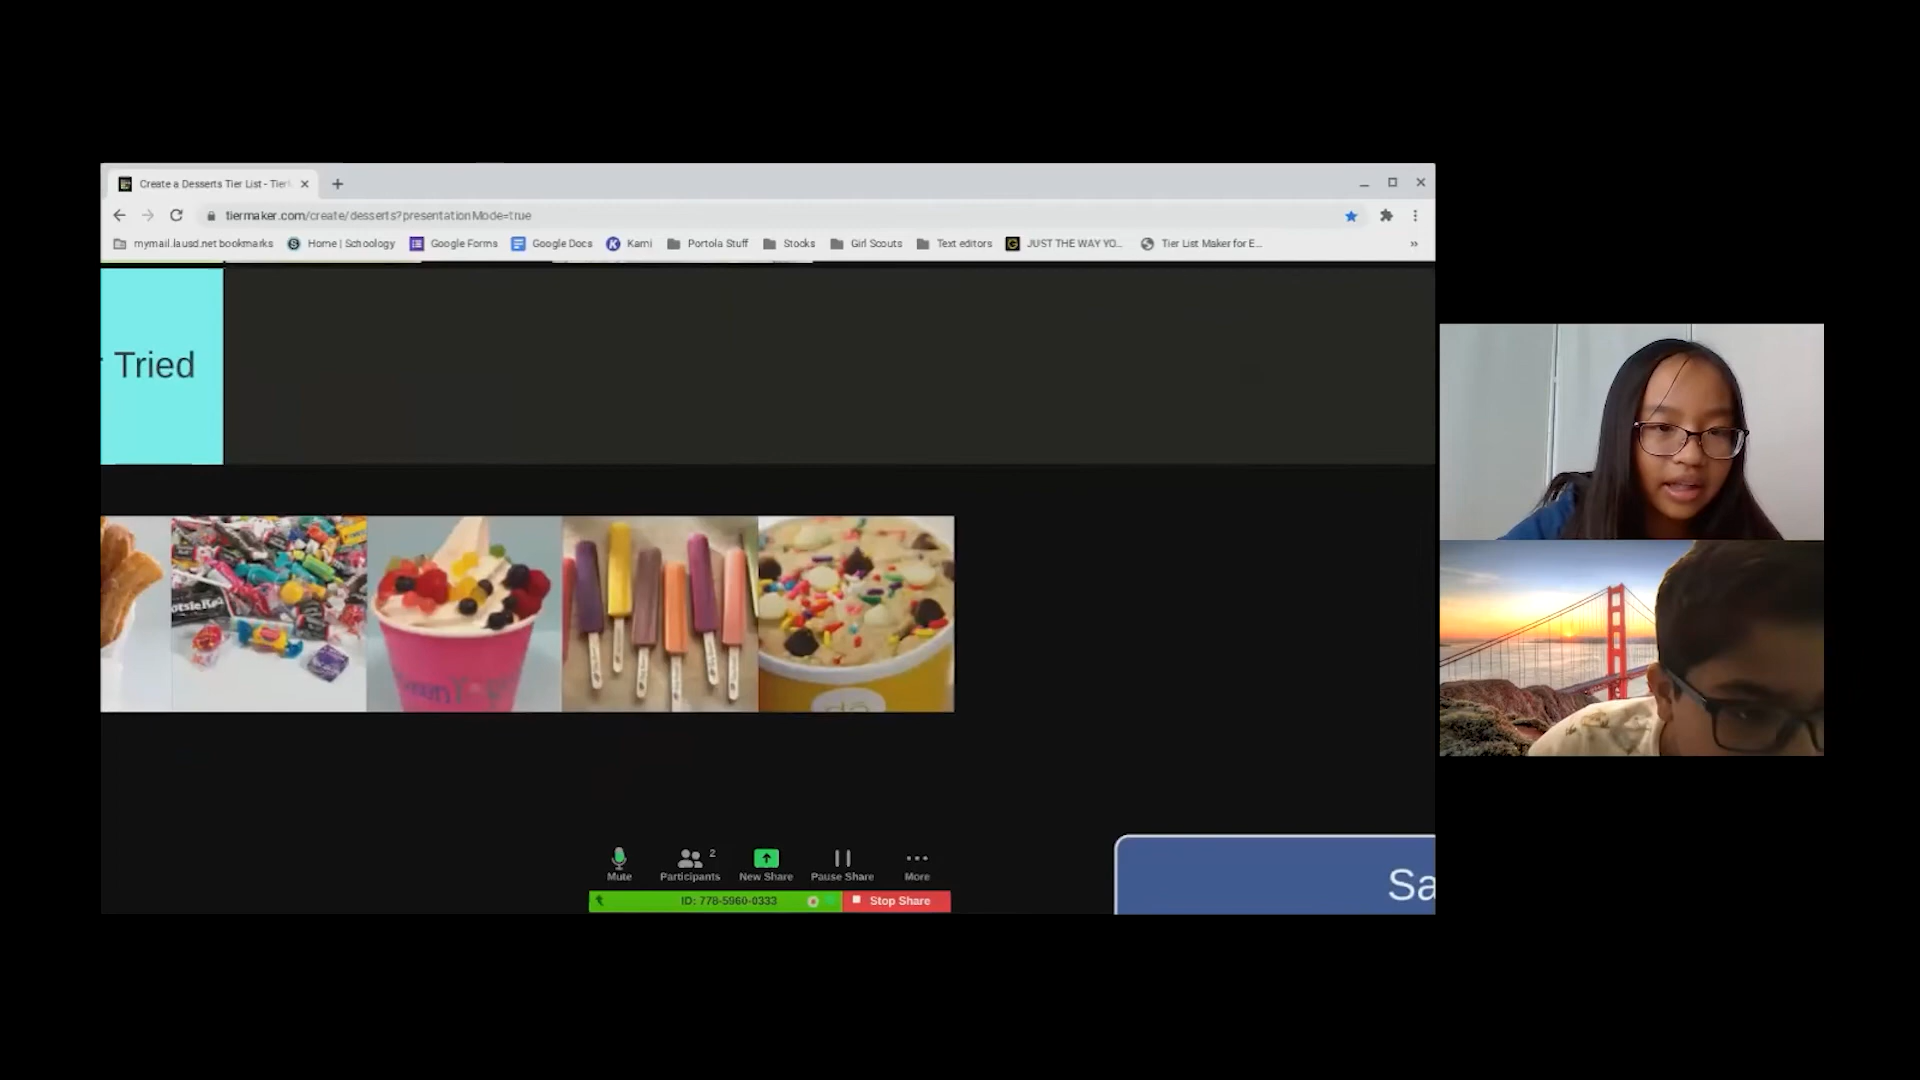 Create a Desserts Tier List - Tier
tiermaker.com/create/desserts?presentationMode=true
mymail.lausd.net bookmarks Home | Schoology Google Forms Google Docs Kami Portola Stuff Stocks Girl Scouts Text editors JUST THE WAY YO... Tier List Maker for E... »
Tried
Mute Participants 2 New Share Pause Share More
ID: 778-5960-0333 Stop Share
Sa